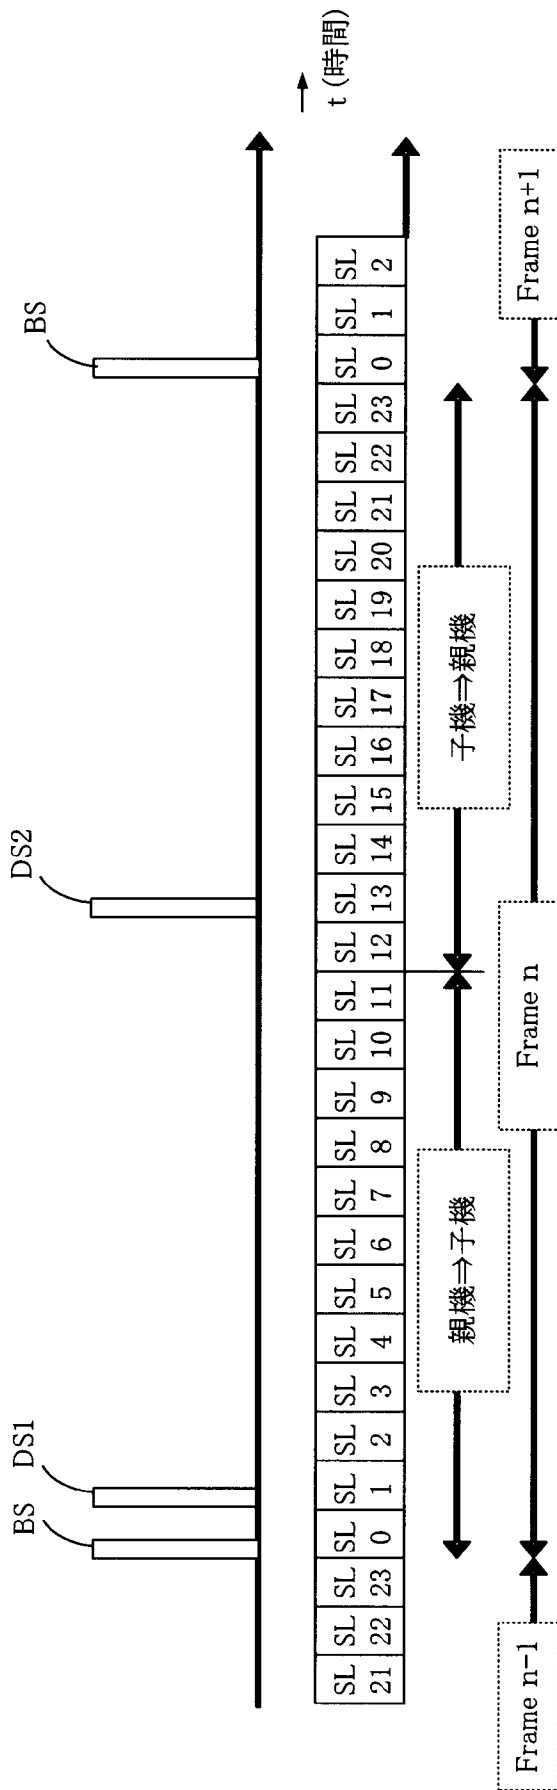 BS
DS1
DS2
BS
t (時間)
SL 21
SL 22
SL 23
SL 0
SL 1
SL 2
SL 3
SL 4
SL 5
SL 6
SL 7
SL 8
SL 9
SL 10
SL 11
SL 12
SL 13
SL 14
SL 15
SL 16
SL 17
SL 18
SL 19
SL 20
SL 21
SL 22
SL 23
SL 0
SL 1
SL 2
親機⇒子機
子機⇒親機
Frame n-1
Frame n
Frame n+1